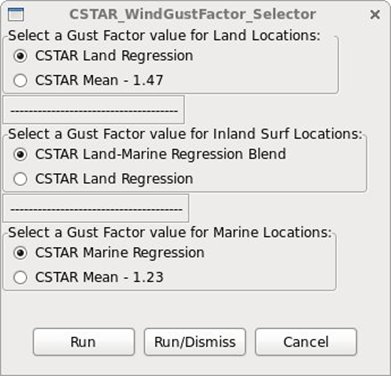 CSTAR_WindGustFactor_Selector
Select a Gust Factor value for Land Locations:
CSTAR Land Regression
CSTAR Mean - 1.47
------------------------------------
Select a Gust Factor value for Inland Surf Locations:
CSTAR Land-Marine Regression Blend
CSTAR Land Regression
-------------------------------------
Select a Gust Factor value for Marine Locations:
CSTAR Marine Regression
CSTAR Mean - 1.23
Run Run/Dismiss Cancel